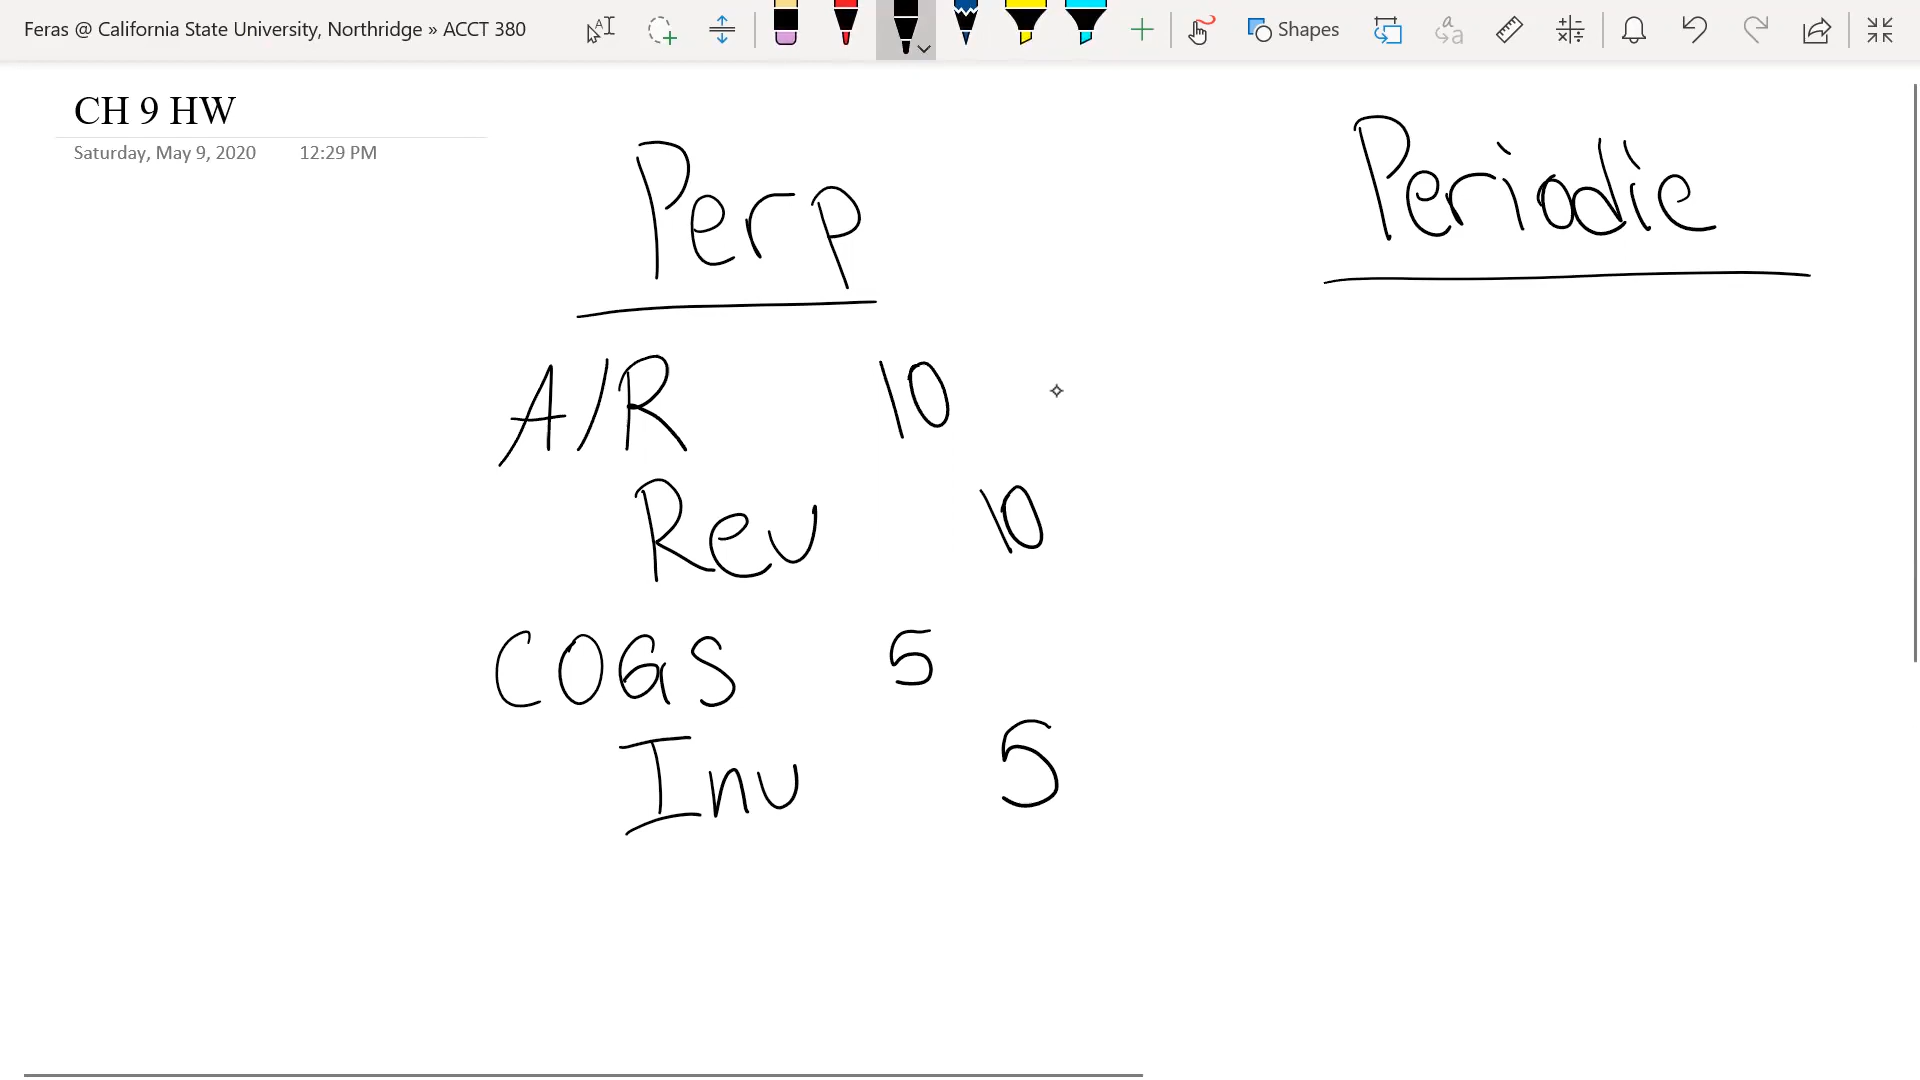 Feras @ California State University, Northridge » ACCT 380
Shapes
CH 9 HW
Saturday, May 9, 2020 12:29 PM
Perp
Periodic
A/R 10
Rev 10
COGS 5
Inv 5